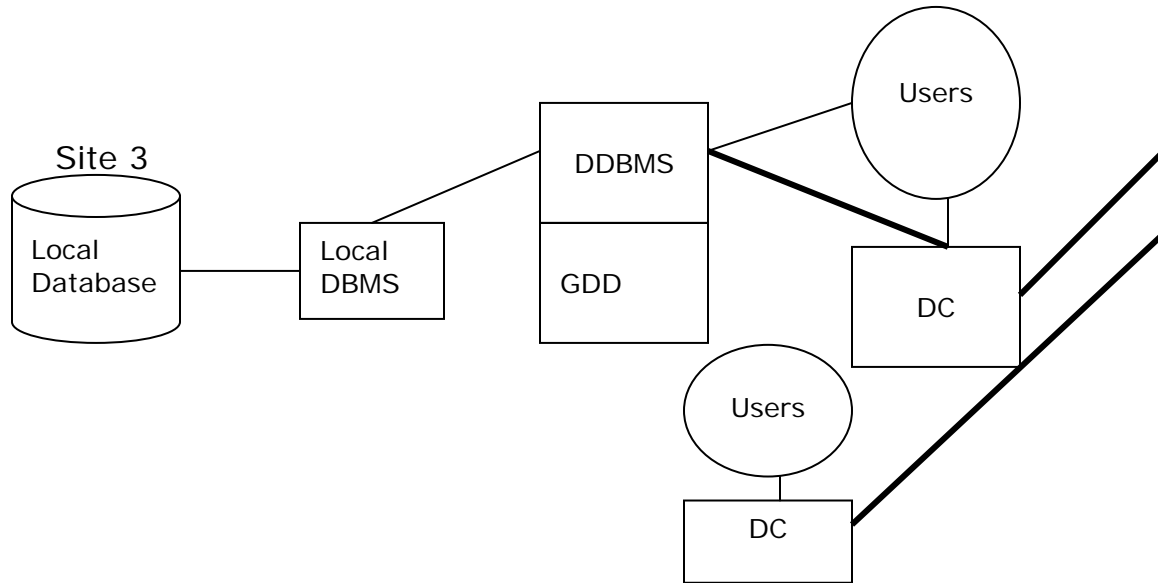 Users
DDBMS
Site 3
Local
Database
Local
DBMS
GDD
DC
Users
DC